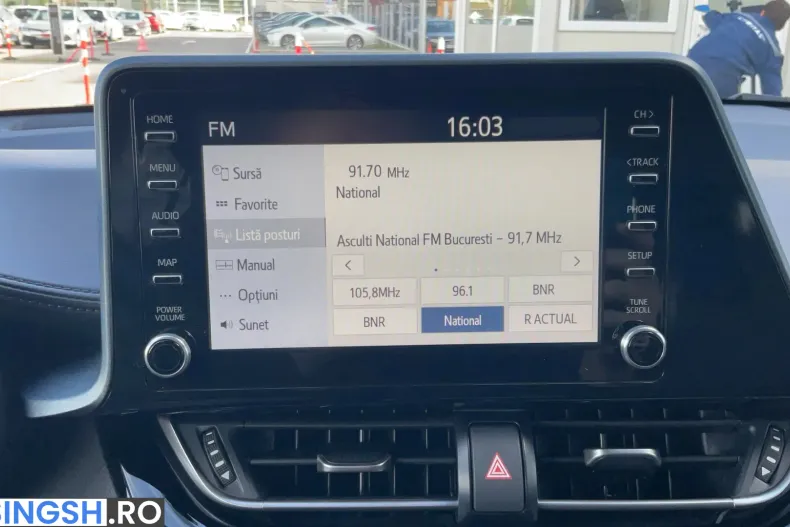 FM
16:03
HOME
MENU
AUDIO
MAP
POWER
VOLUME
Sursă
Favorite
Listă posturi
Manual
Opțiuni
Sunet
91.70 MHz
National
Asculti National FM Bucuresti - 91,7 MHz
105,8MHz
96.1
BNR
BNR
National
R ACTUAL
CH>
<TRACK
PHONE
SETUP
TUNE
SCROLL
SINGSH.RO